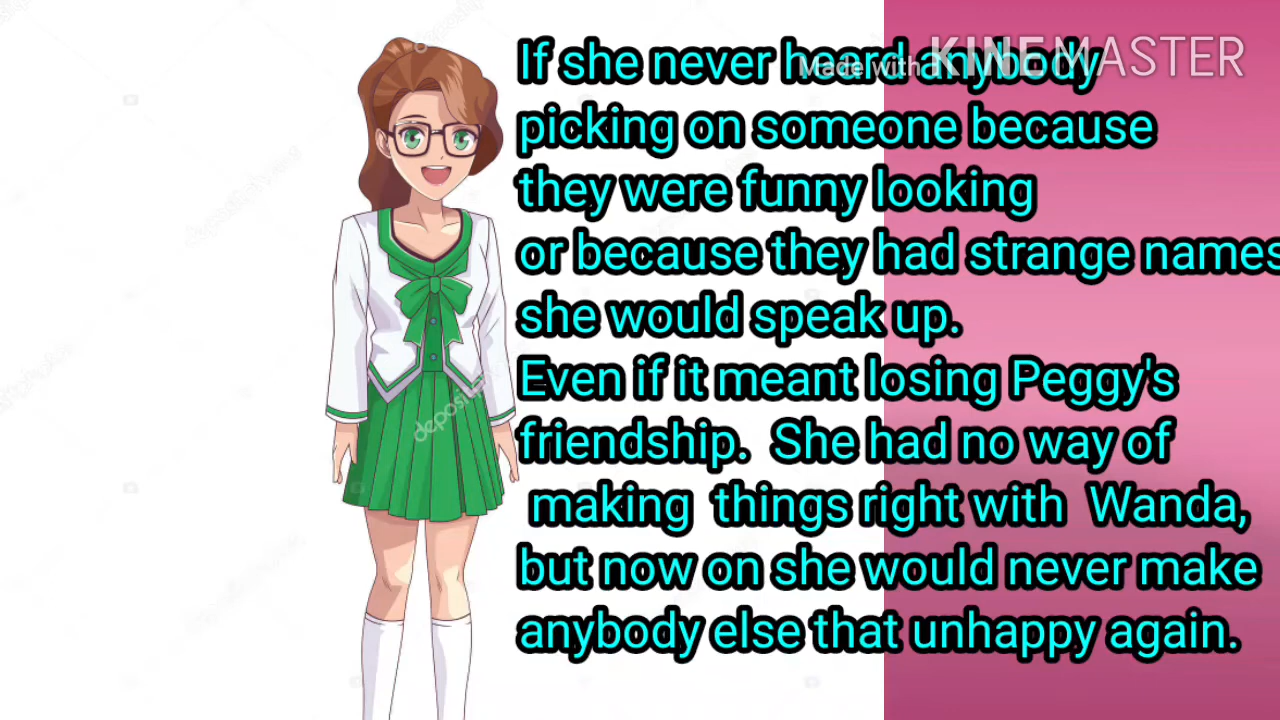 If she never heard anybody
Made with KINEMASTER
picking on someone because
they were funny looking
or because they had strange names
she would speak up.
Even if it meant losing Peggy's
friendship. She had no way of
making things right with Wanda,
but now on she would never make
anybody else that unhappy again.